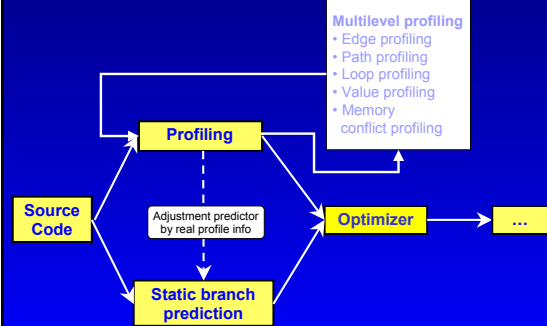 Multilevel profiling
• Edge profiling
• Path profiling
• Loop profiling
• Value profiling
• Memory
conflict profiling
Profiling
Source
Code
Adjustment predictor
by real profile info
Optimizer
...
Static branch
prediction